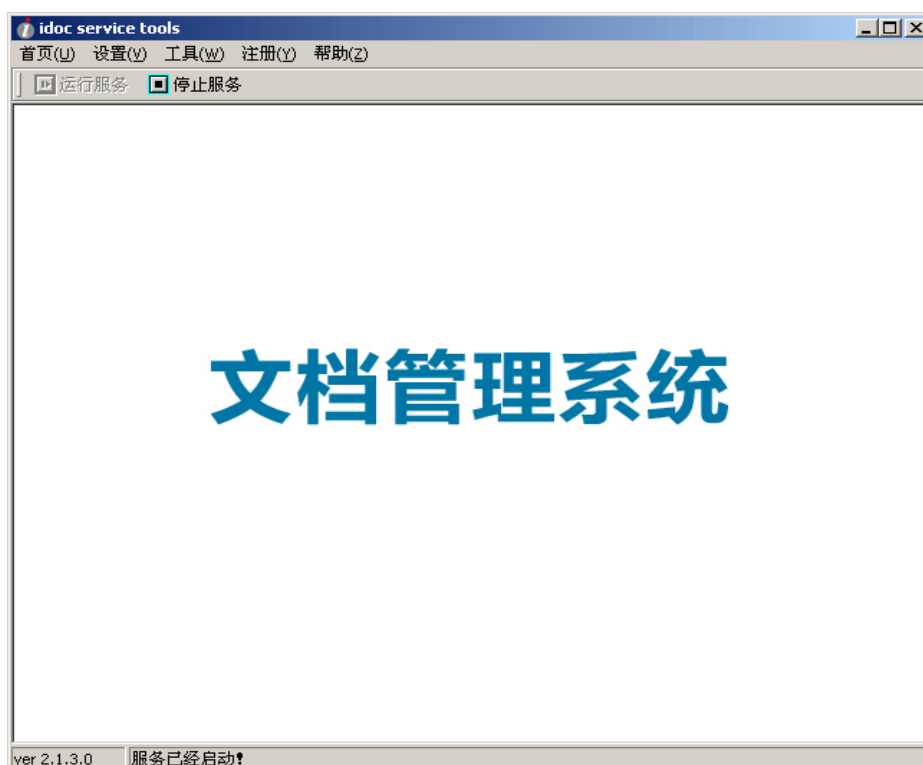 idoc service tools
首页(U) 设置(V) 工具(W) 注册(Y) 帮助(Z)
运行服务 停止服务
文档管理系统
ver 2.1.3.0 服务已经启动!